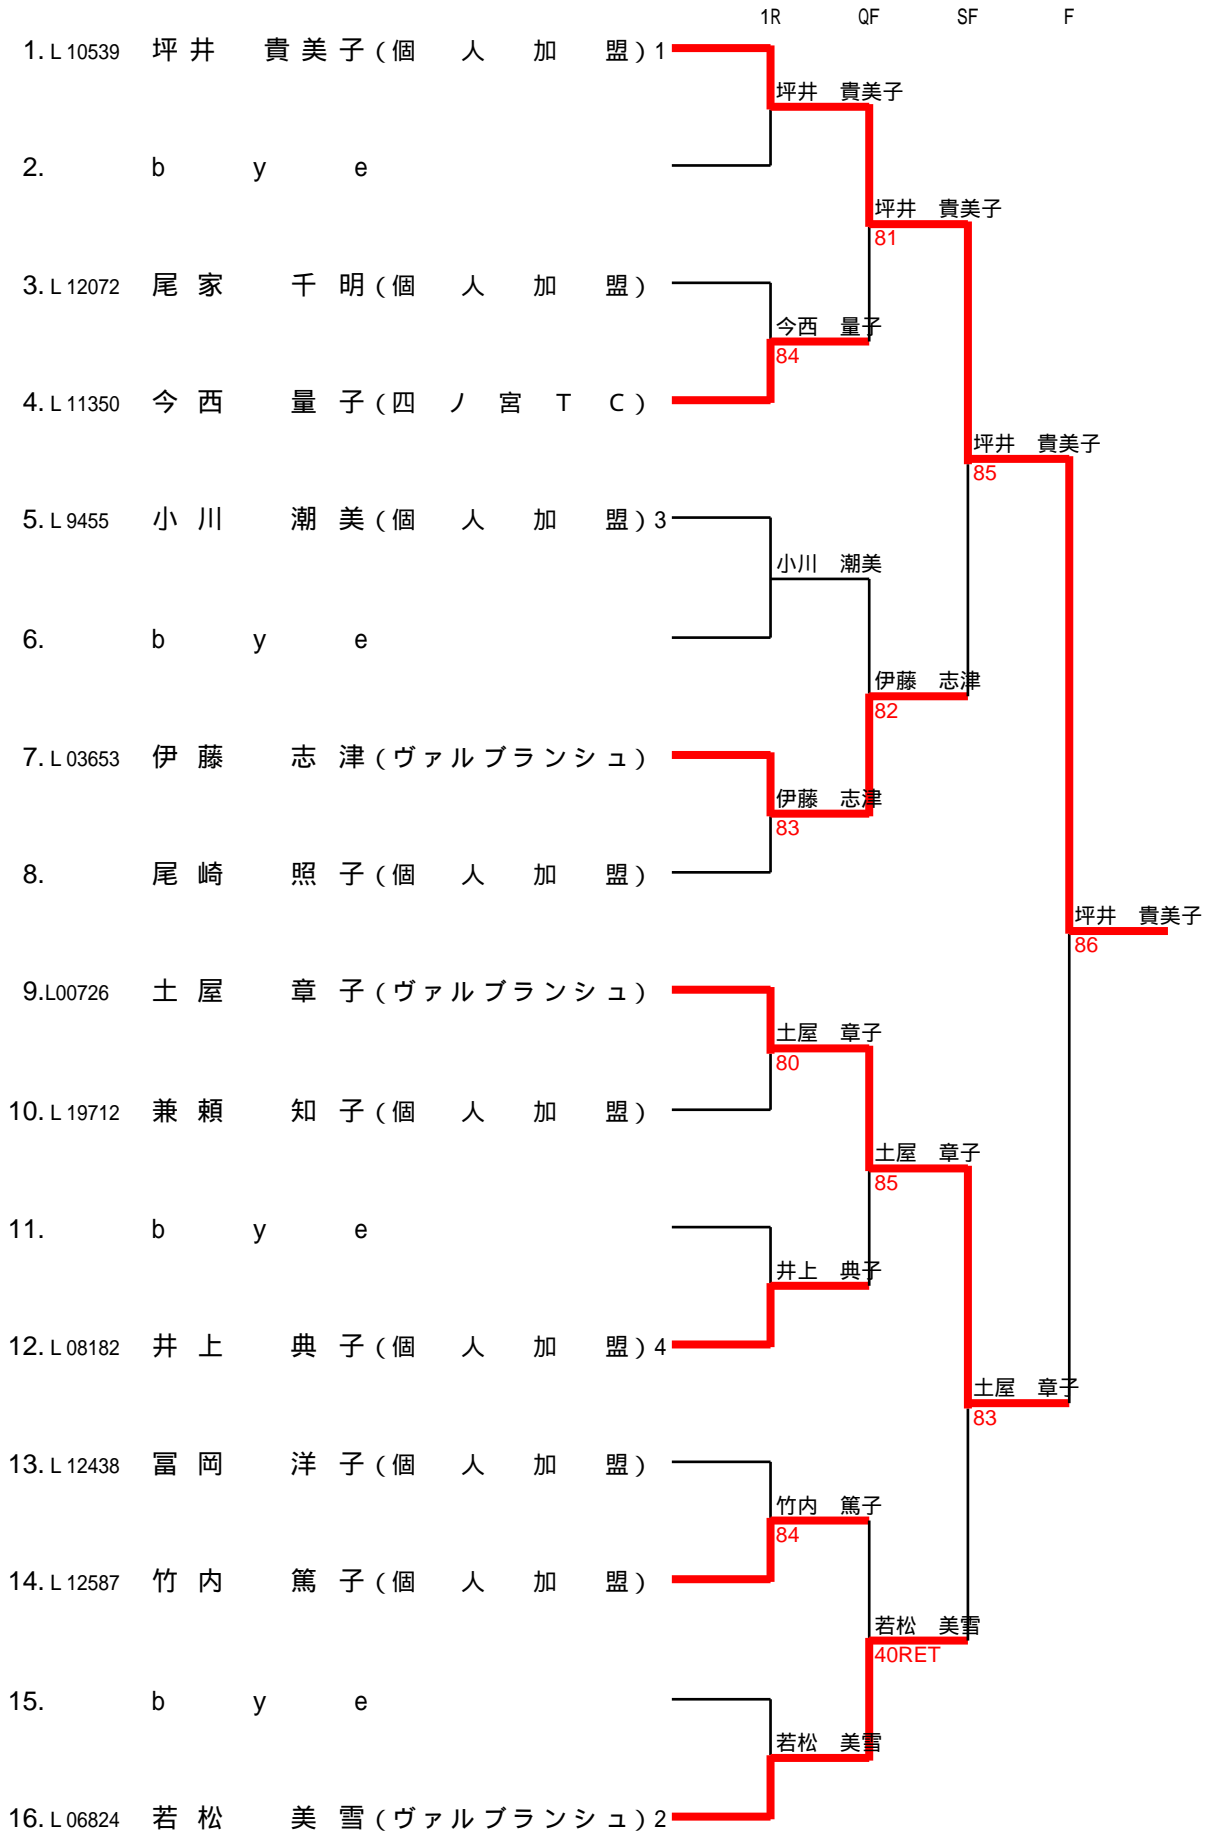 1R QF SF F
1. L 10539 坪井 貴美子(個人加盟) 1
坪井 貴美子
2. bye
坪井 貴美子
81
3. L 12072 尾家 千明(個人加盟)
今西 量子
84
4. L 11350 今西 量子(四ノ宮TC)
坪井 貴美子
85
5. L 9455 小川 潮美(個人加盟) 3
小川 潮美
6. bye
伊藤 志津
82
7. L 03653 伊藤 志津(ヴァルブランシュ)
伊藤 志津
83
8. 尾崎 照子(個人加盟)
坪井 貴美子
86
9.L00726 土屋 章子(ヴァルブランシュ)
土屋 章子
80
10. L 19712 兼頼 知子(個人加盟)
土屋 章子
85
11. bye
井上 典子
12. L 08182 井上 典子(個人加盟) 4
土屋 章子
83
13. L 12438 冨岡 洋子(個人加盟)
竹内 篤子
84
14. L 12587 竹内 篤子(個人加盟)
若松 美雪
40RET
15. bye
若松 美雪
16. L 06824 若松 美雪(ヴァルブランシュ) 2